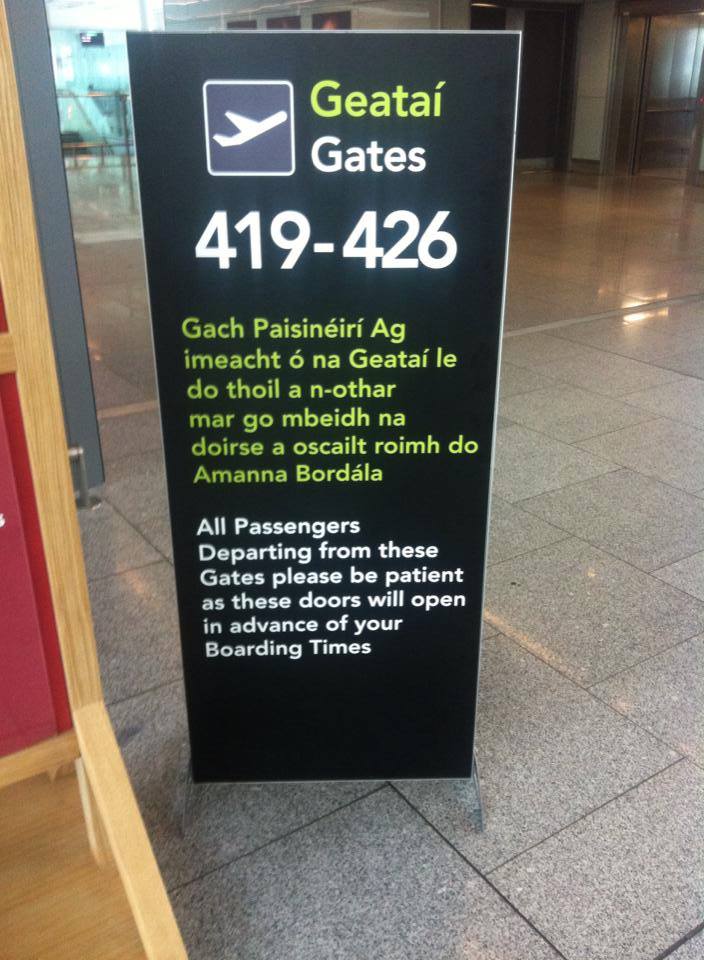 Geataí
Gates
419-426
Gach Paisinéirí Ag
imeacht ó na Geataí le
do thoil a n-othar
mar go mbeidh na
doirse a oscailt roimh do
Amanna Bordála
All Passengers
Departing from these
Gates please be patient
as these doors will open
in advance of your
Boarding Times